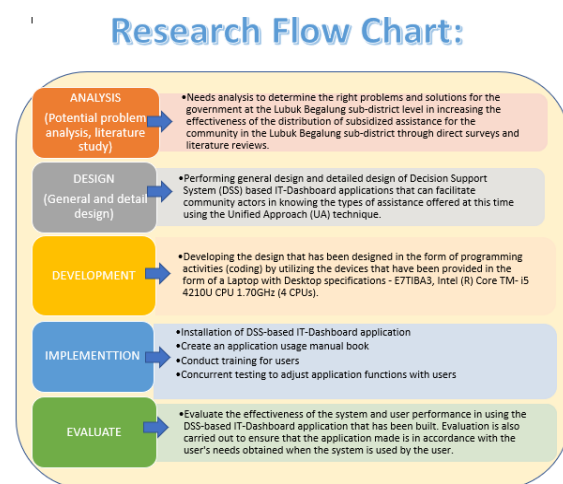 Research Flow Chart:
ANALYSIS
(Potential problem analysis, literature study)
•Needs analysis to determine the right problems and solutions for the
government at the Lubuk Begalung sub-district level in increasing the
effectiveness of the distribution of subsidized assistance for the
community in the Lubuk Begalung sub-district through direct surveys and
literature reviews.
DESIGN
(General and detail design)
•Performing general design and detailed design of Decision Support
System (DSS) based IT-Dashboard applications that can facilitate
community actors in knowing the types of assistance offered at this time
using the Unified Approach (UA) technique.
DEVELOPMENT
•Developing the design that has been designed in the form of programming
activities (coding) by utilizing the devices that have been provided in the
form of a Laptop with Desktop specifications - E7TIBA3, Intel (R) Core TM- i5
4210U CPU 1.70GHz (4 CPUs).
IMPLEMENTTION
•Installation of DSS-based IT-Dashboard application
•Create an application usage manual book
•Conduct training for users
•Concurrent testing to adjust application functions with users
EVALUATE
•Evaluate the effectiveness of the system and user performance in using the
DSS-based IT-Dashboard application that has been built. Evaluation is also
carried out to ensure that the application made is in accordance with the
user's needs obtained when the system is used by the user.